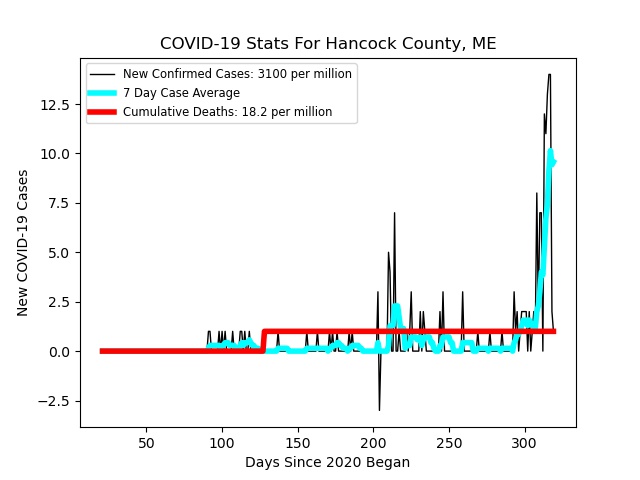 COVID-19 Stats For Hancock County, ME
New Confirmed Cases: 3100 per million
7 Day Case Average
Cumulative Deaths: 18.2 per million
New COVID-19 Cases
12.5
10.0
7.5
5.0
2.5
0.0
−2.5
50 100 150 200 250 300
Days Since 2020 Began